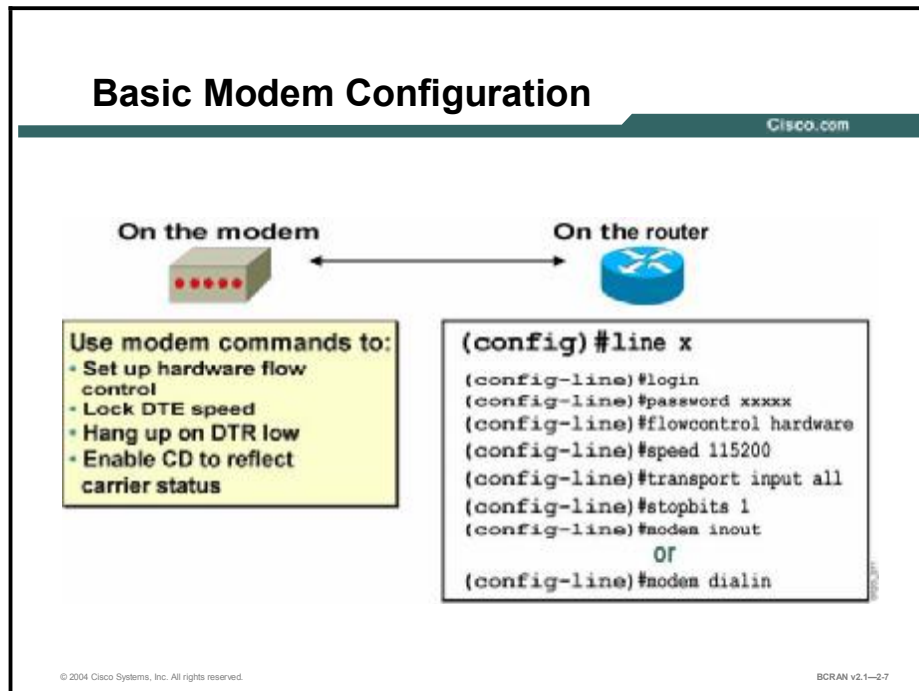 Basic Modem Configuration
Cisco.com
On the modem
On the router
Use modem commands to:
• Set up hardware flow
control
• Lock DTE speed
• Hang up on DTR low
• Enable CD to reflect
carrier status
(config)#line x
(config-line)#login
(config-line)#password xxxxx
(config-line)#flowcontrol hardware
(config-line)#speed 115200
(config-line)#transport input all
(config-line)#stopbits 1
(config-line)#modem inout
or
(config-line)#modem dialin
© 2004 Cisco Systems, Inc. All rights reserved.
BCRAN v2.1—2-7